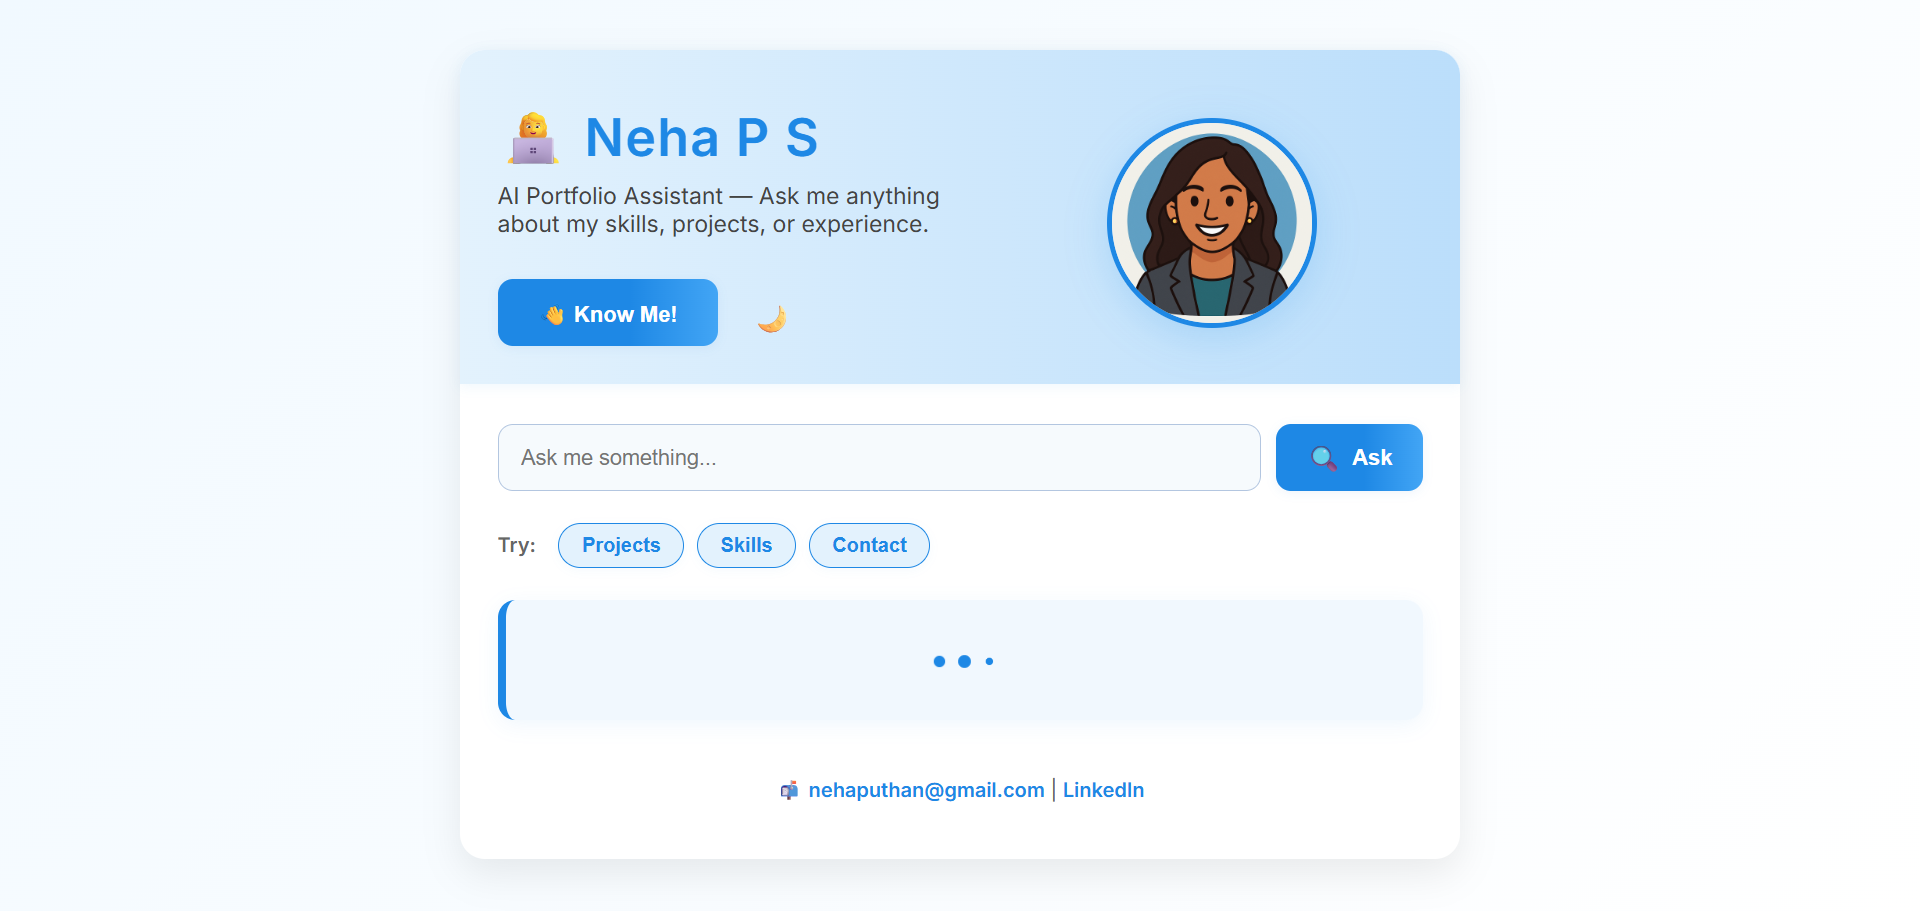 Neha P S
AI Portfolio Assistant — Ask me anything
about my skills, projects, or experience.
Know Me!
Ask me something...
Ask
Try:
Projects
Skills
Contact
nehaputhan@gmail.com | LinkedIn